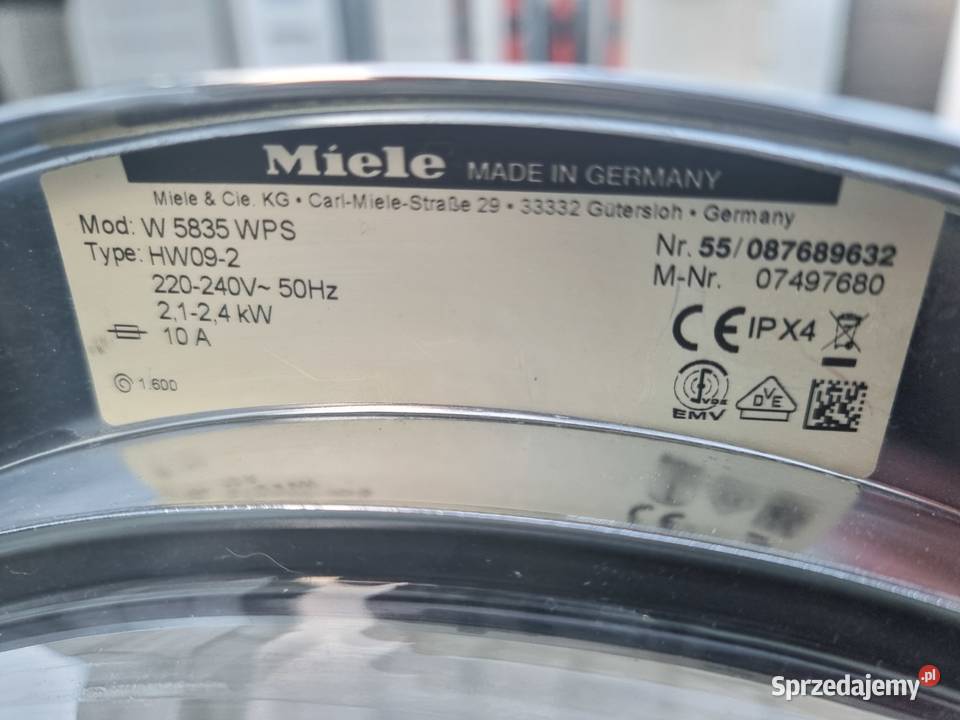 Miele MADE IN GERMANY
Miele & Cie. KG • Carl-Miele-Straße 29 • 33332 Gütersloh • Germany
Mod: W 5835 WPS
Type: HW09-2
220-240V~ 50Hz
2,1-2,4 kW
10 A
1.600
Nr. 55/087689632
M-Nr. 07497680
CE IPX4
VDE
EMV
DVE
Sprzedajemy.pl